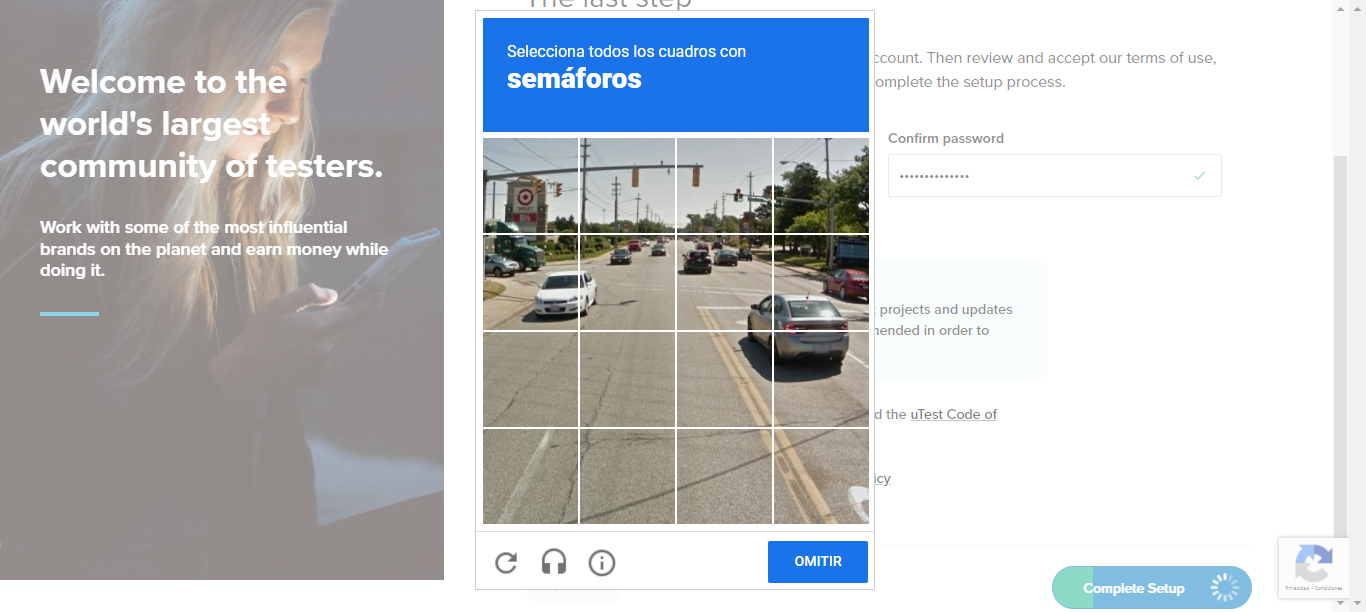 The last step
Welcome to the
world's largest
community of testers.
Work with some of the most influential
brands on the planet and earn money while
doing it.
Selecciona todos los cuadros con
semáforos
TARGET
OMITIR
ccount. Then review and accept our terms of use,
omplete the setup process.
Confirm password
••••••••••••••
projects and updates
nended in order to
d the uTest Code of
icy
Complete Setup
Privacidad - Condiciones